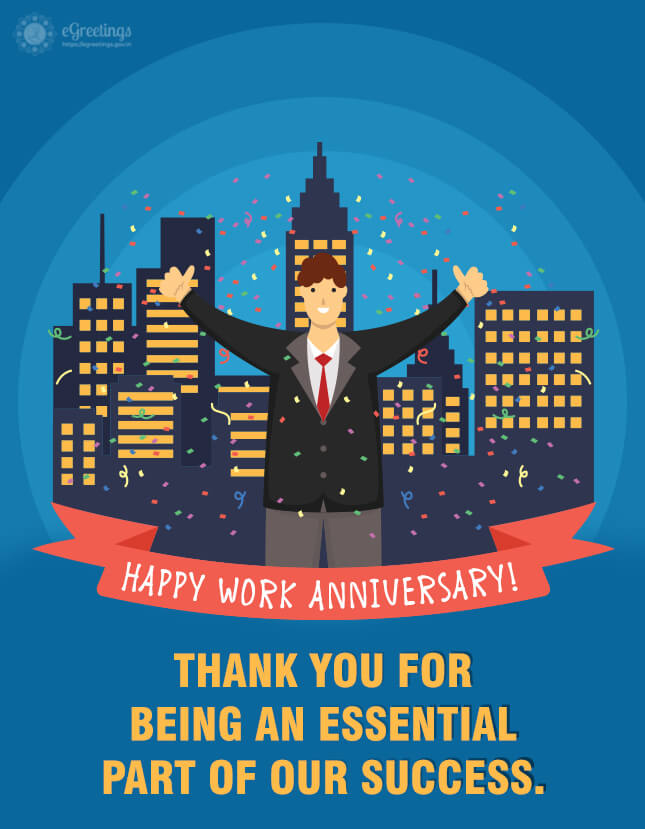 eGreetings
https://egreetings.gov.in
HAPPY WORK ANNIVERSARY!
THANK YOU FOR
BEING AN ESSENTIAL
PART OF OUR SUCCESS.